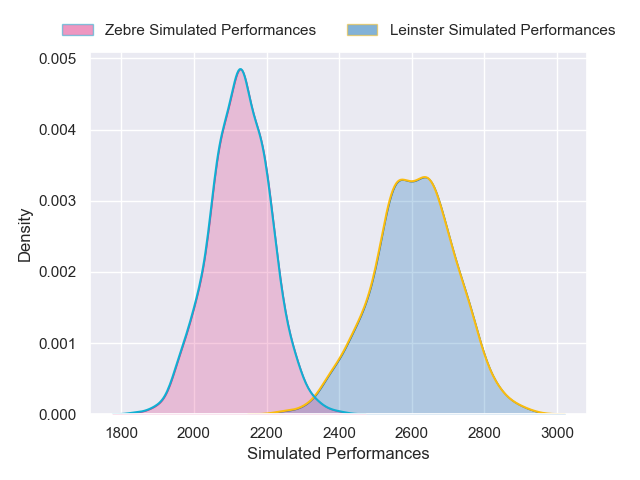 Zebre Simulated Performances Leinster Simulated Performances
0.005
0.004
0.003
0.002
0.001
0.000
Density
1800 2000 2200 2400 2600 2800 3000
Simulated Performances